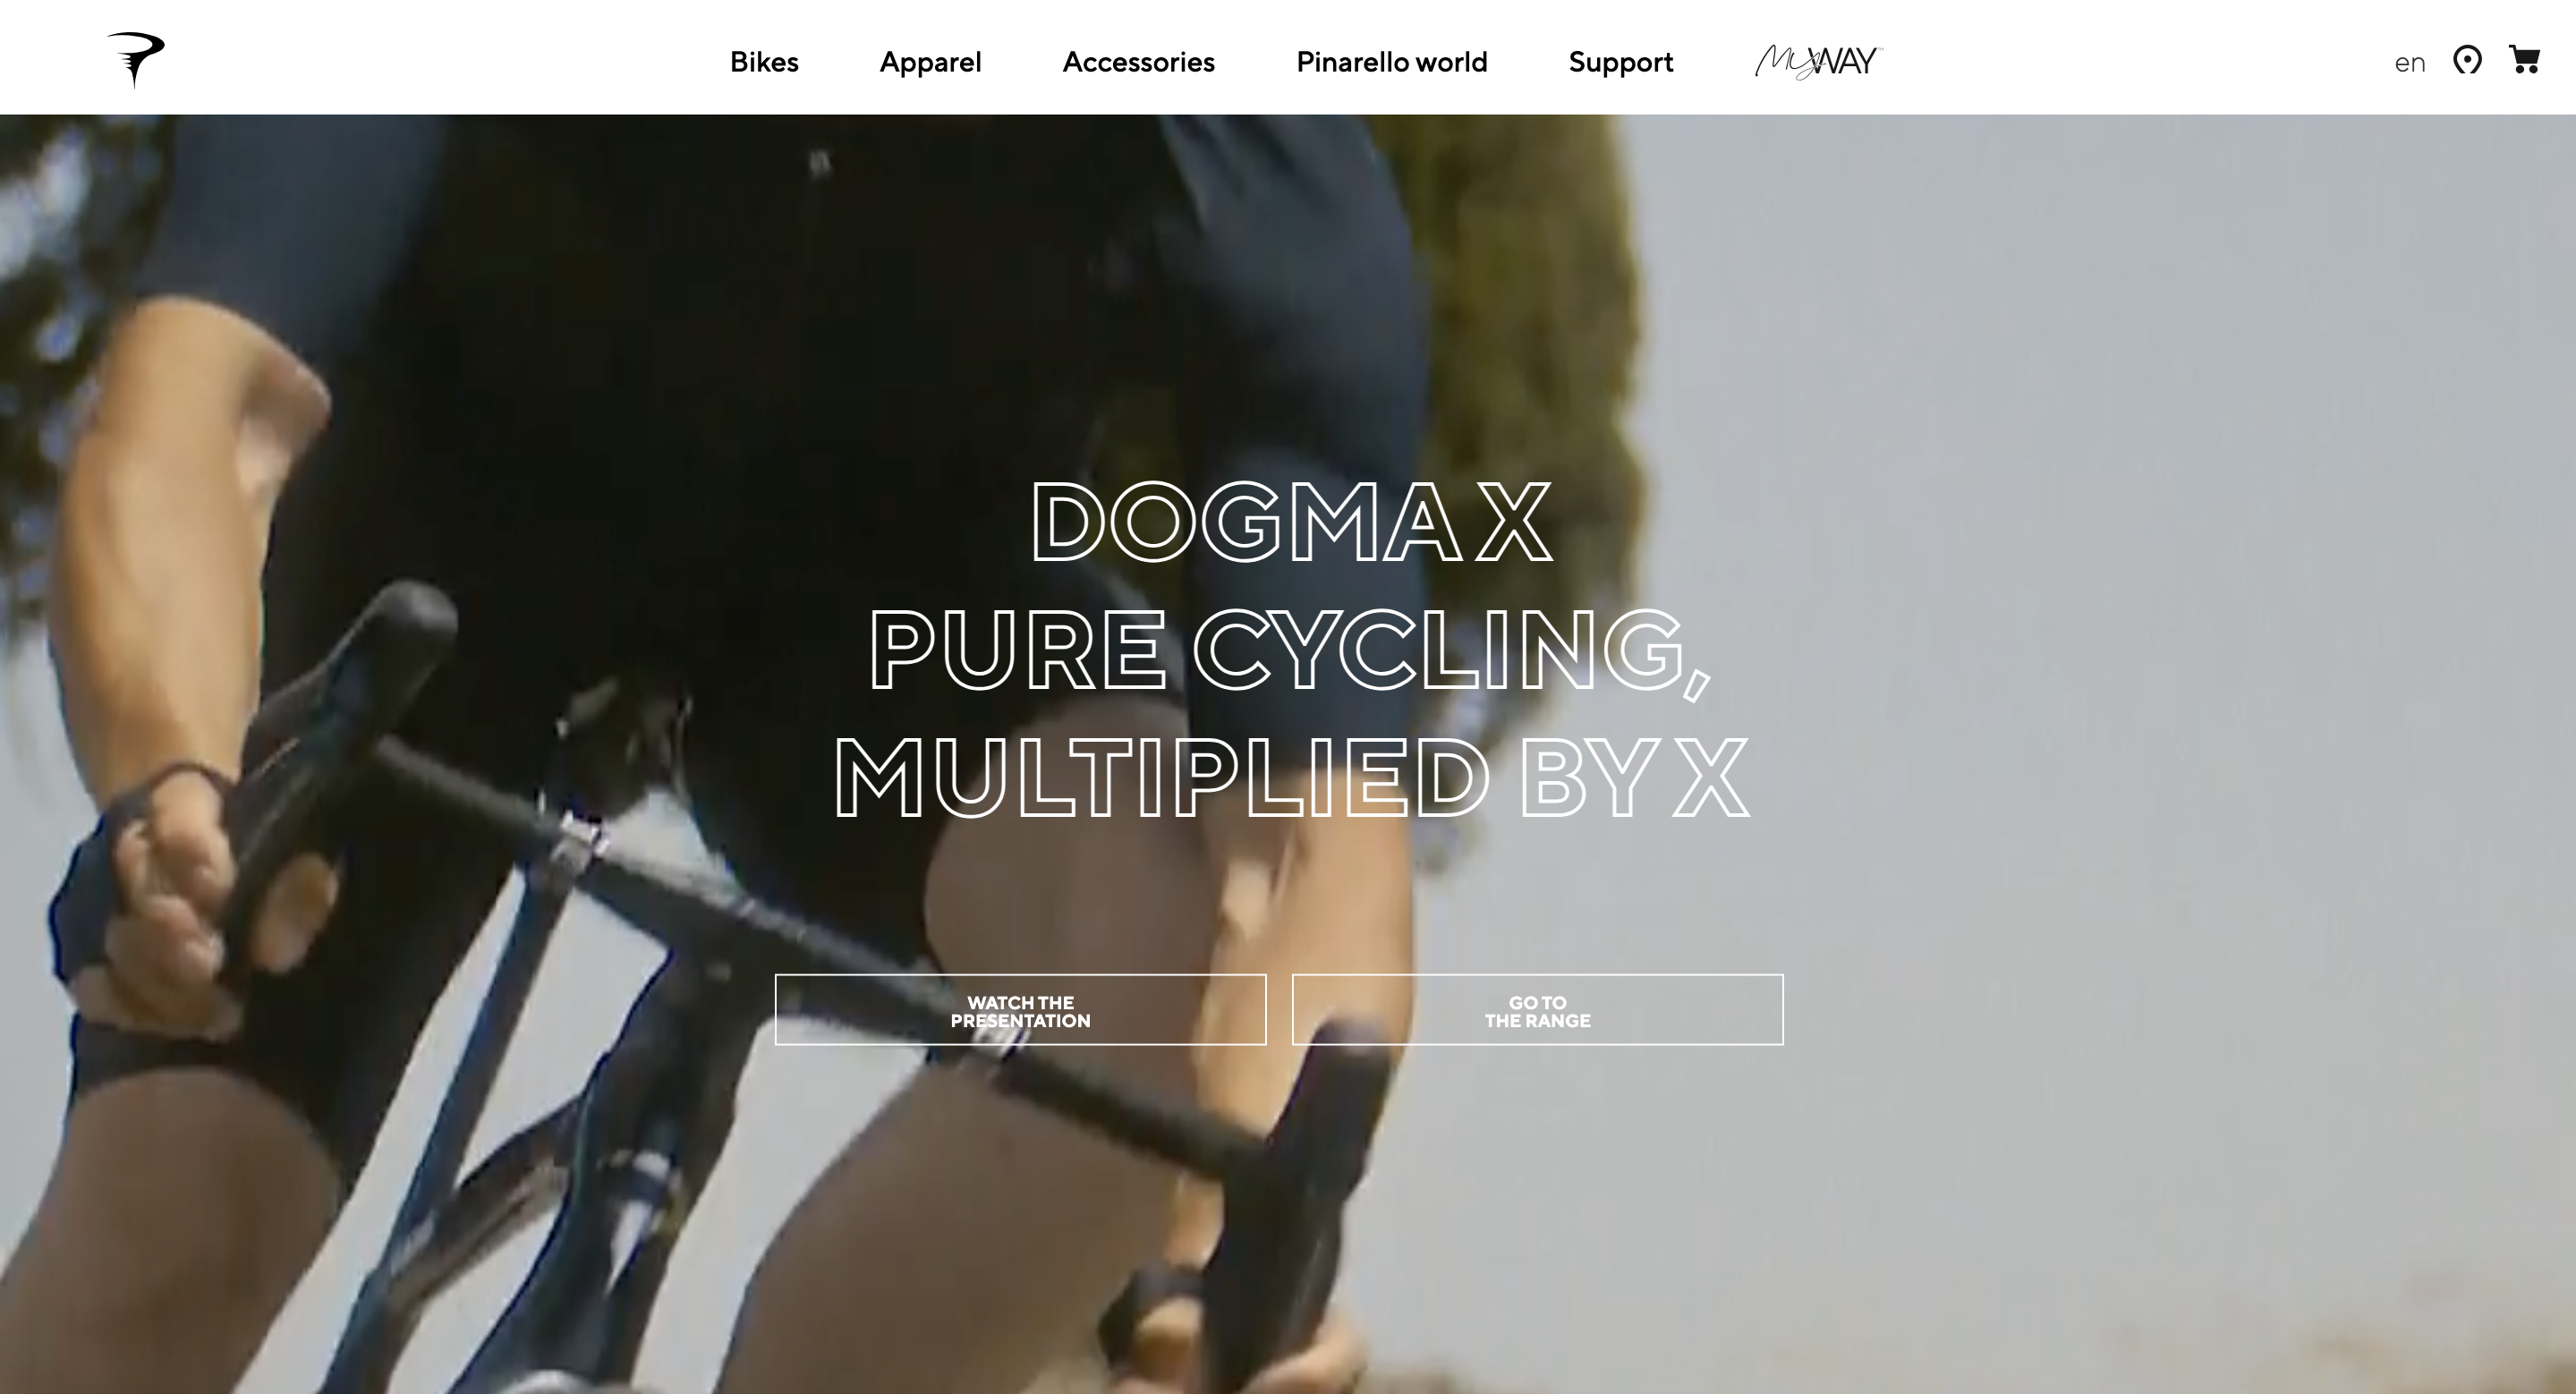 Bikes Apparel Accessories Pinarello world Support MyWAY en
DOGMA X
PURE CYCLING,
MULTIPLIED BY X
WATCH THE
PRESENTATION
GO TO
THE RANGE